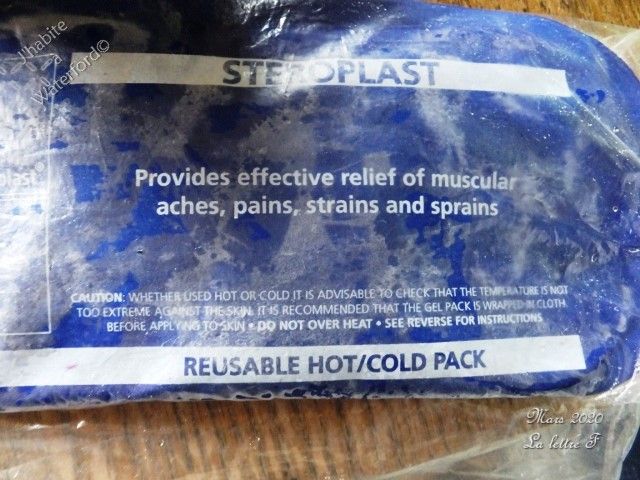 J'habite
Waterford©
STEROPLAST
plast®
Provides effective relief of muscular
aches, pains, strains and sprains
CAUTION: WHETHER USED HOT OR COLD IT IS ADVISABLE TO CHECK THAT THE TEMPERATURE IS NOT
TOO EXTREME AGAINST THE SKIN. IT IS RECOMMENDED THAT THE GEL PACK IS WRAPPED IN CLOTH
BEFORE APPLYING TO SKIN • DO NOT OVER HEAT • SEE REVERSE FOR INSTRUCTIONS
REUSABLE HOT/COLD PACK
Mars 2020
La lettre F